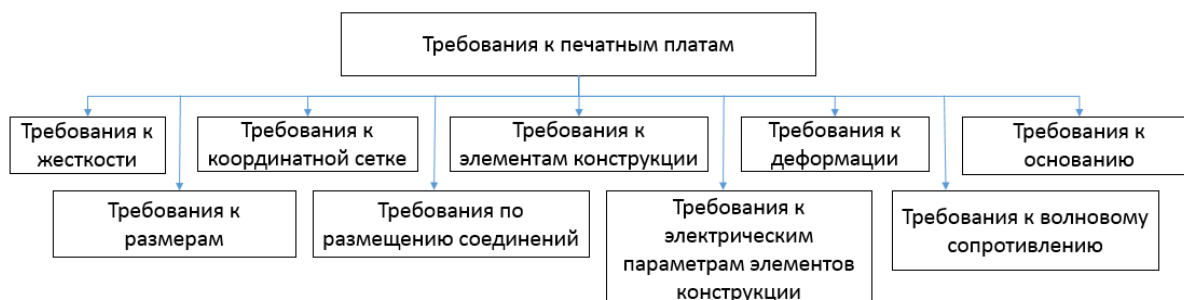 Требования к печатным платам
Требования к
жесткости
Требования к
координатной сетке
Требования к
элементам конструкции
Требования к
деформации
Требования к
основанию
Требования к
размерам
Требования по
размещению соединений
Требования к
электрическим
параметрам элементов
конструкции
Требования к волновому
сопротивлению